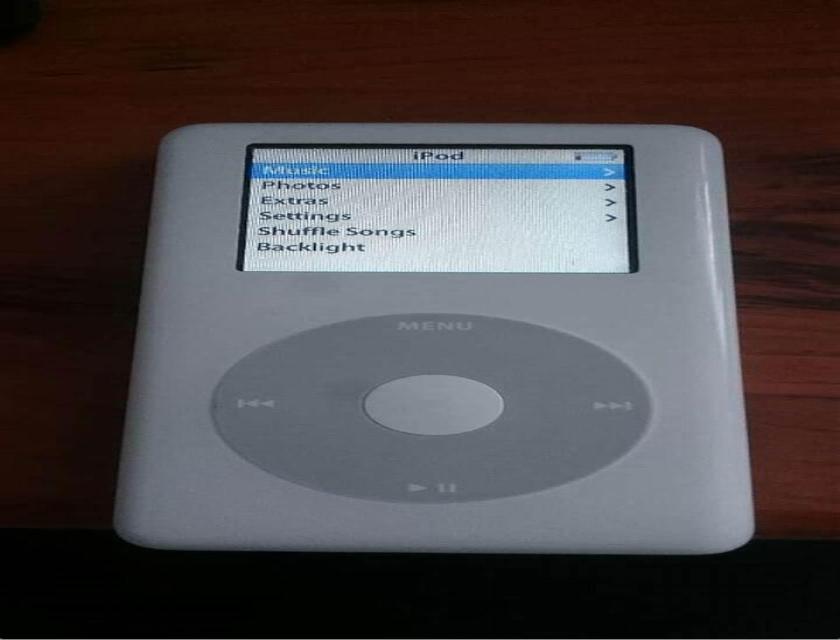 iPod
Music
Photos
Extras
Settings
Shuffle Songs
Backlight
MENU